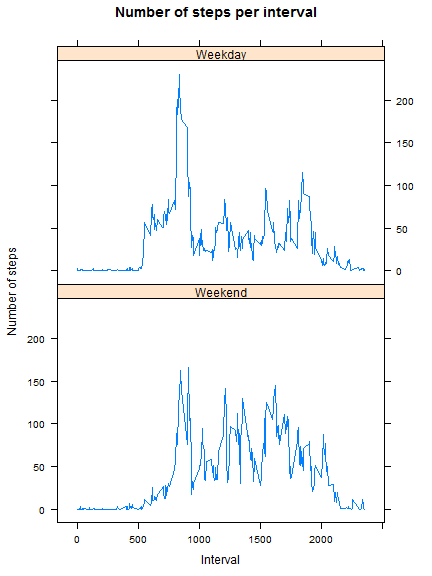 Number of steps per interval
Weekday
200
150
100
50
0
Number of steps
Weekend
200
150
100
50
0
0 500 1000 1500 2000
Interval